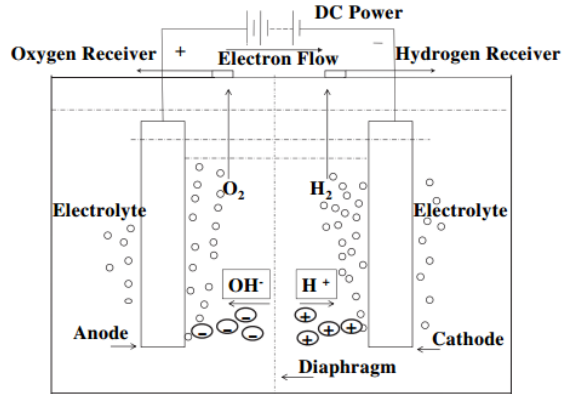 DC Power
Oxygen Receiver + Electron Flow − Hydrogen Receiver
O2 H2
Electrolyte Electrolyte
OH- H +
Anode Cathode
Diaphragm